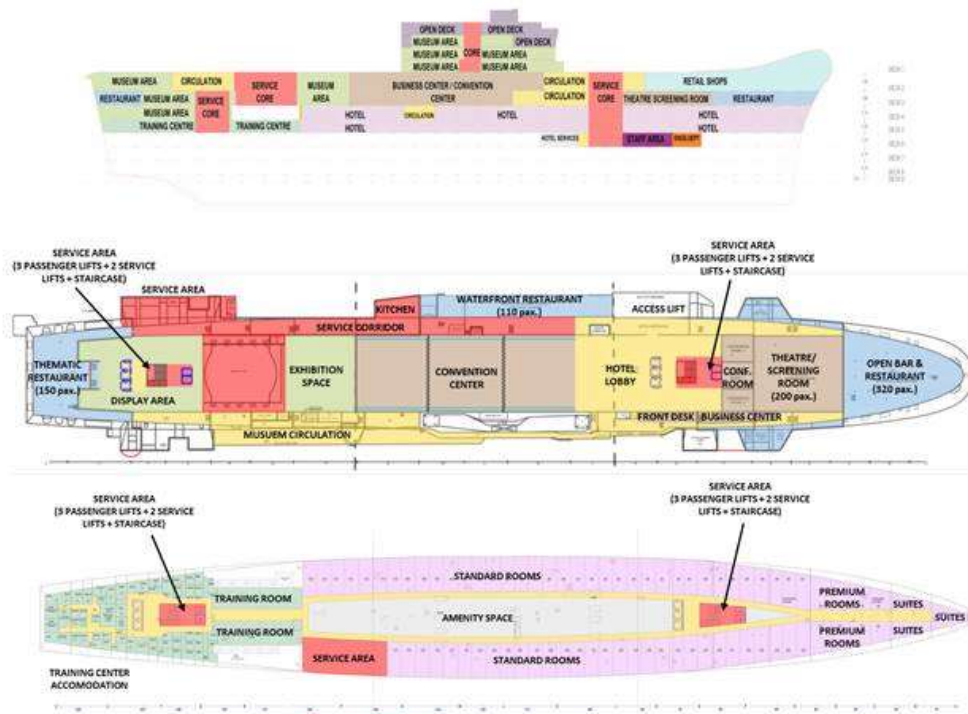 OPEN DECK OPEN DECK
MUSEUM AREA CORE OPEN DECK
MUSEUM AREA MUSEUM AREA
MUSEUM AREA MUSEUM AREA
MUSEUM AREA CIRCULATION SERVICE CORE MUSEUM AREA BUSINESS CENTER / CONVENTION CENTER CIRCULATION SERVICE CORE RETAIL SHOPS
RESTAURANT MUSEUM AREA SERVICE CORE CIRCULATION THEATRE SCREENING ROOM RESTAURANT
MUSEUM AREA HOTEL CIRCULATION HOTEL HOTEL
TRAINING CENTRE TRAINING CENTRE HOTEL HOTEL
HOTEL SERVICES STAFF AREA
SERVICE AREA
(3 PASSENGER LIFTS + 2 SERVICE
LIFTS + STAIRCASE)
SERVICE AREA
(3 PASSENGER LIFTS + 2 SERVICE
LIFTS + STAIRCASE)
SERVICE AREA
KITCHEN
WATERFRONT RESTAURANT
(110 pax.)
ACCESS LIFT
SERVICE GORRIDOR
THEMATIC
RESTAURANT
(150 pax.)
DISPLAY AREA
EXHIBITION
SPACE
CONVENTION
CENTER
HOTEL
LOBBY
CONF.
ROOM
THEATRE/
SCREENING
ROOM
(200 pax.)
OPEN BAR &
RESTAURANT
(320 pax.)
FRONT DESK BUSINESS CENTER
MUSUEM CIRCULATION
SERVICE AREA
(3 PASSENGER LIFTS + 2 SERVICE
LIFTS + STAIRCASE)
SERVICE AREA
(3 PASSENGER LIFTS + 2 SERVICE
LIFTS + STAIRCASE)
STANDARD ROOMS
TRAINING ROOM
AMENITY SPACE
TRAINING ROOM
PREMIUM
ROOMS
SUITES
SUITES
PREMIUM
ROOMS
SUITES
SERVICE AREA
STANDARD ROOMS
TRAINING CENTER
ACCOMODATION